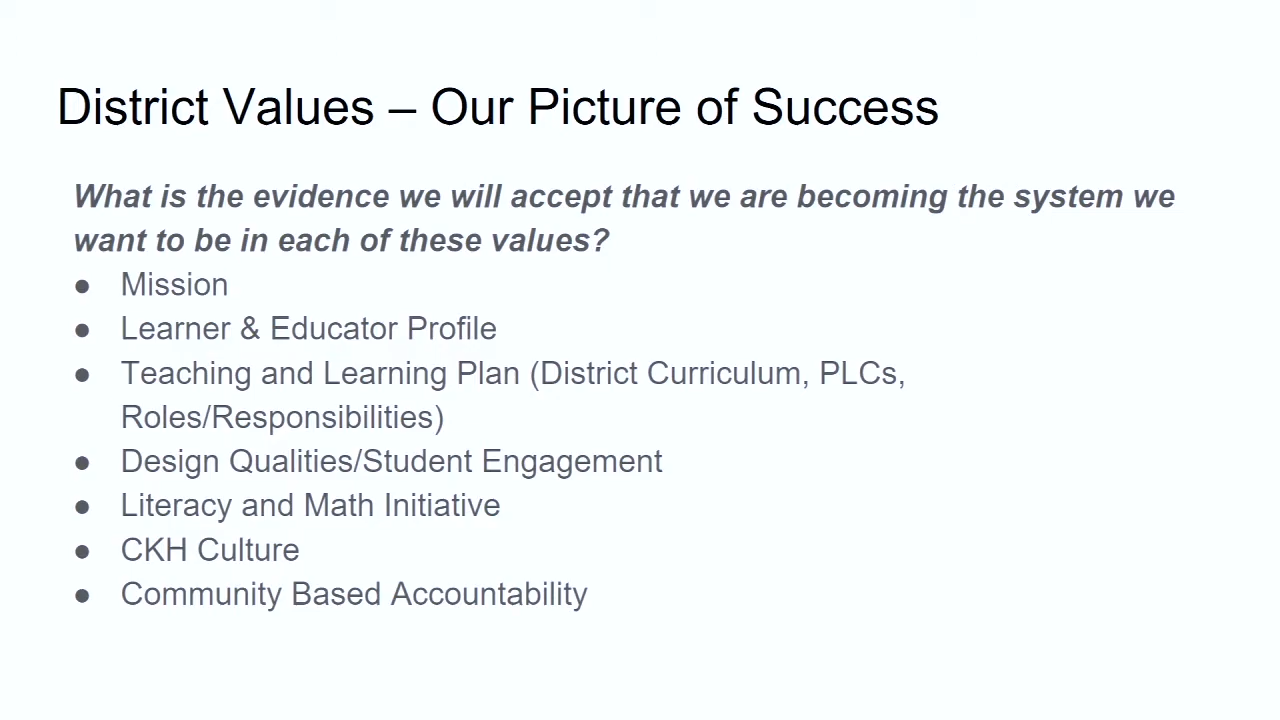 District Values – Our Picture of Success
What is the evidence we will accept that we are becoming the system we
want to be in each of these values?
● Mission
● Learner & Educator Profile
● Teaching and Learning Plan (District Curriculum, PLCs,
Roles/Responsibilities)
● Design Qualities/Student Engagement
● Literacy and Math Initiative
● CKH Culture
● Community Based Accountability